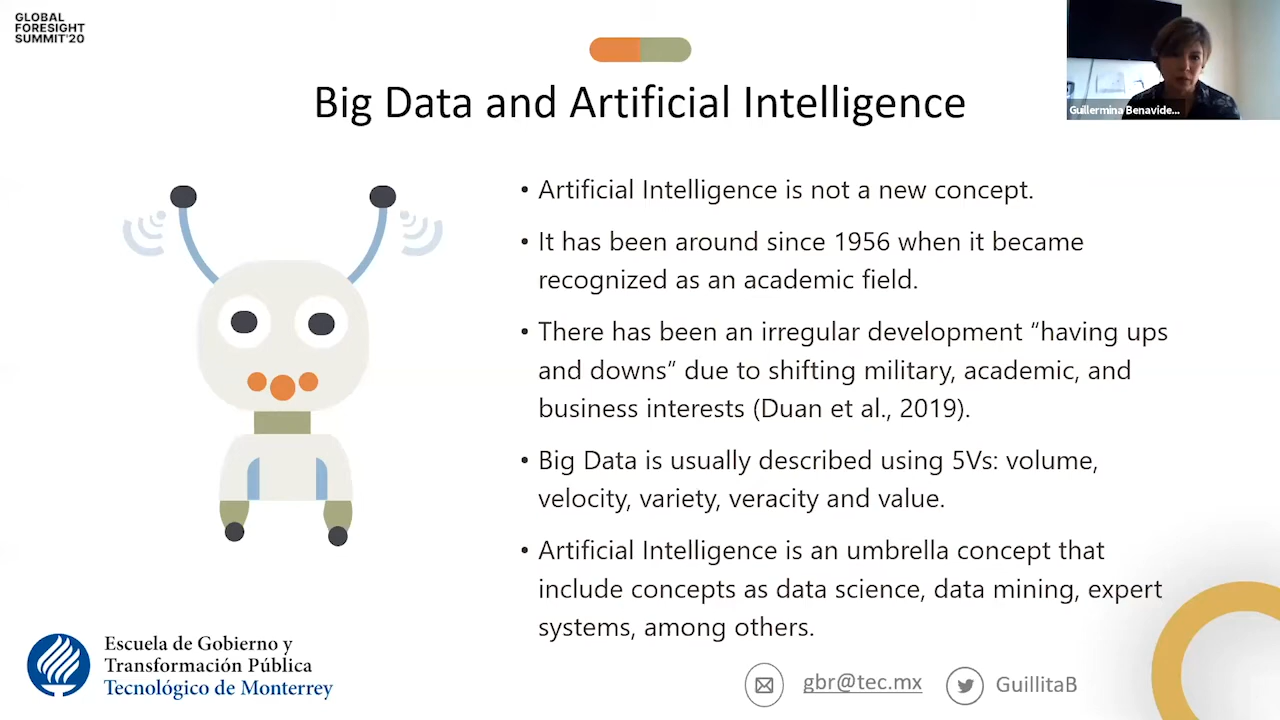 GLOBAL
FORESIGHT
SUMMIT'20
Guillermina Benavide...
Big Data and Artificial Intelligence
• Artificial Intelligence is not a new concept.
• It has been around since 1956 when it became
recognized as an academic field.
• There has been an irregular development “having ups
and downs” due to shifting military, academic, and
business interests (Duan et al., 2019).
• Big Data is usually described using 5Vs: volume,
velocity, variety, veracity and value.
• Artificial Intelligence is an umbrella concept that
include concepts as data science, data mining, expert
systems, among others.
Escuela de Gobierno y
Transformación Pública
Tecnológico de Monterrey
gbr@tec.mx
GuillitaB